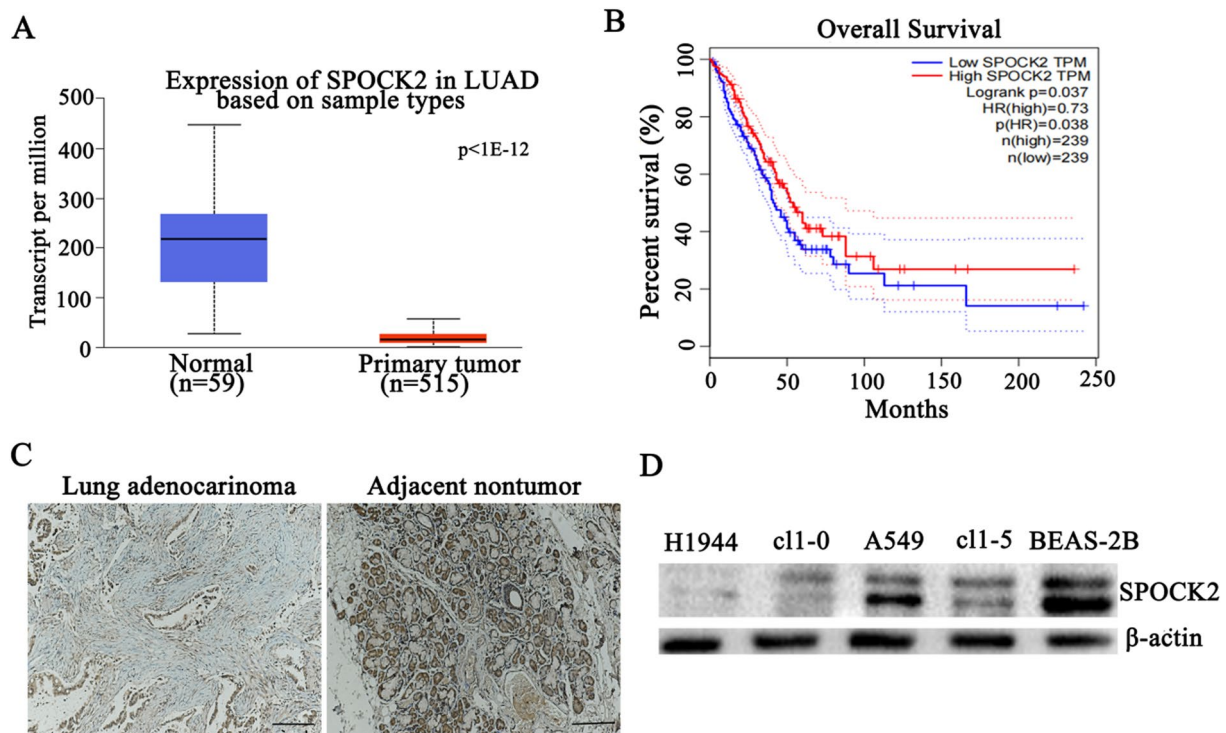 A
Expression of SPOCK2 in LUAD
based on sample types
p<1E-12
Transcript per million
500
400
300
200
100
0
Normal
(n=59)
Primary tumor
(n=515)
B
Overall Survival
Low SPOCK2 TPM
High SPOCK2 TPM
Logrank p=0.037
HR(high)=0.73
p(HR)=0.038
n(high)=239
n(low)=239
Percent surival (%)
100
80
60
40
20
0
0 50 100 150 200 250
Months
C
Lung adenocarinoma
Adjacent nontumor
D
H1944 cl1-0 A549 cl1-5 BEAS-2B
SPOCK2
β-actin